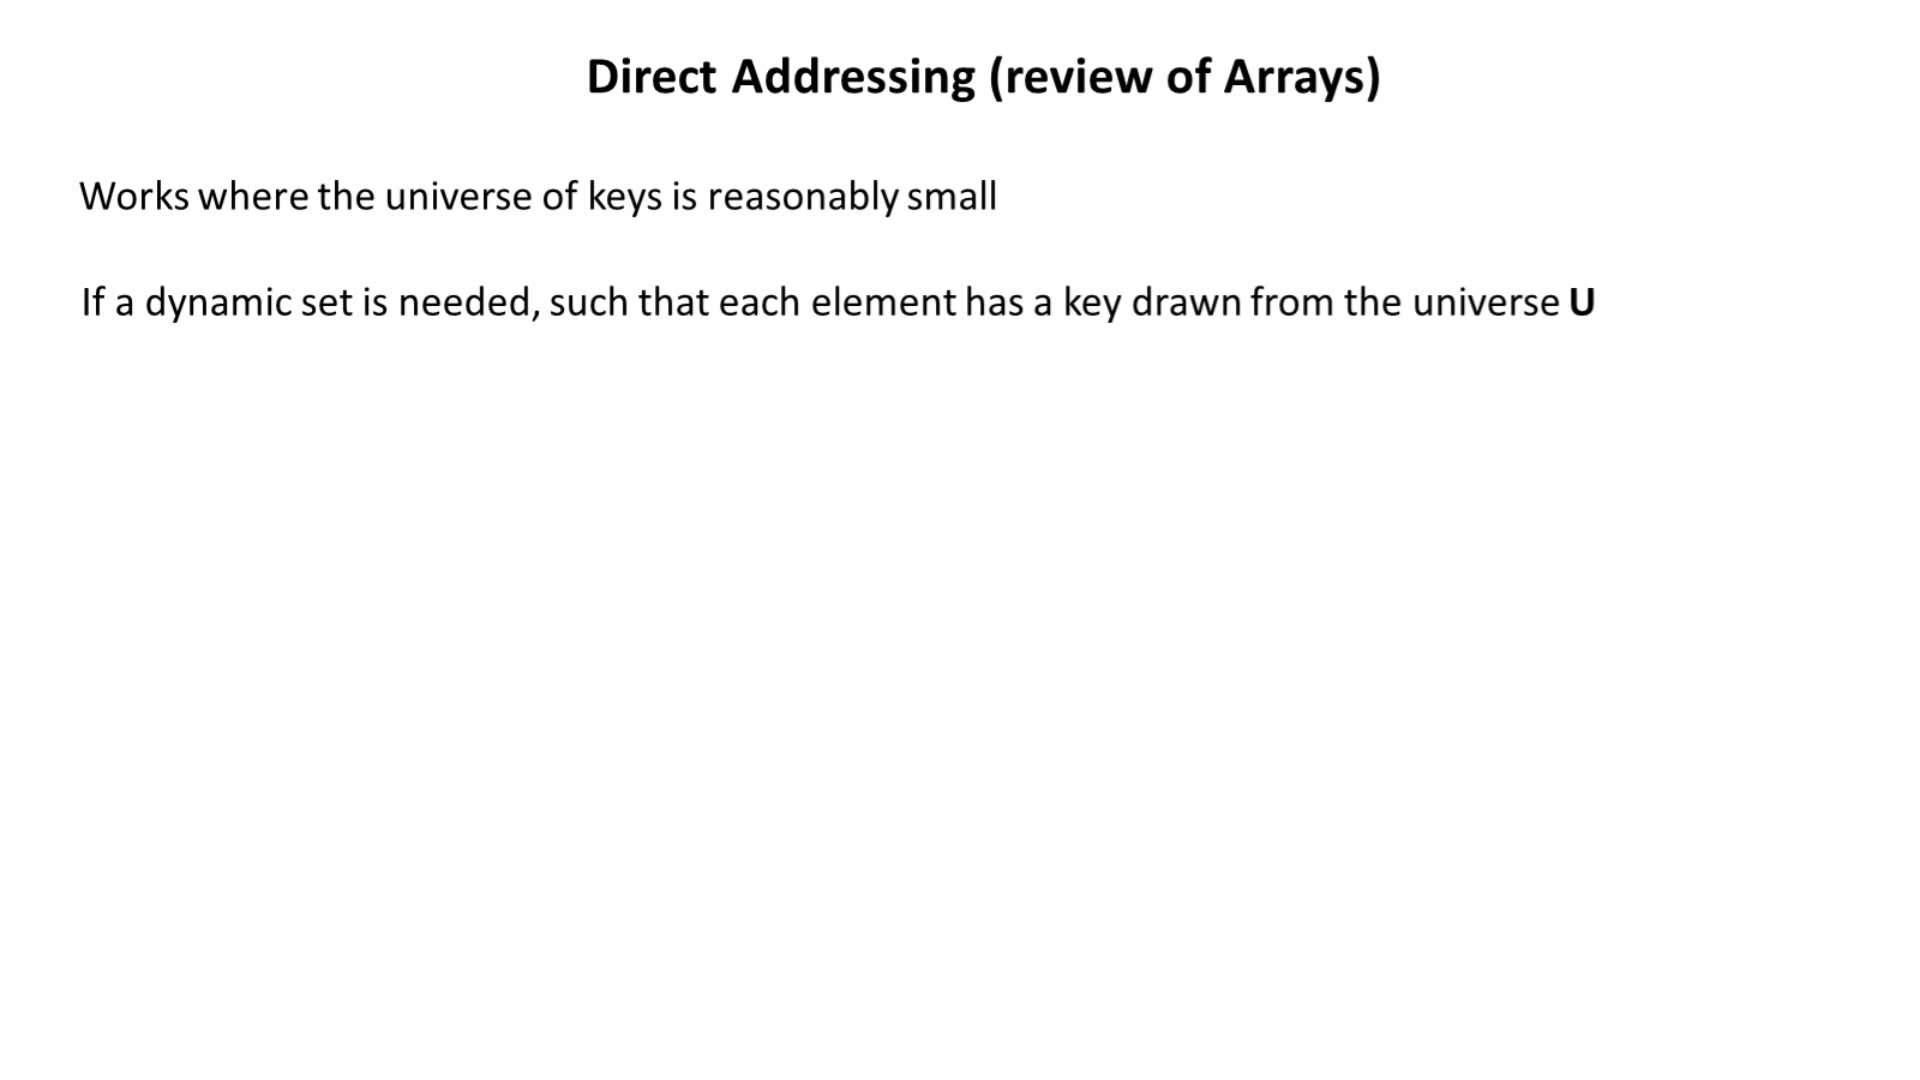 Direct Addressing (review of Arrays)
Works where the universe of keys is reasonably small
If a dynamic set is needed, such that each element has a key drawn from the universe U